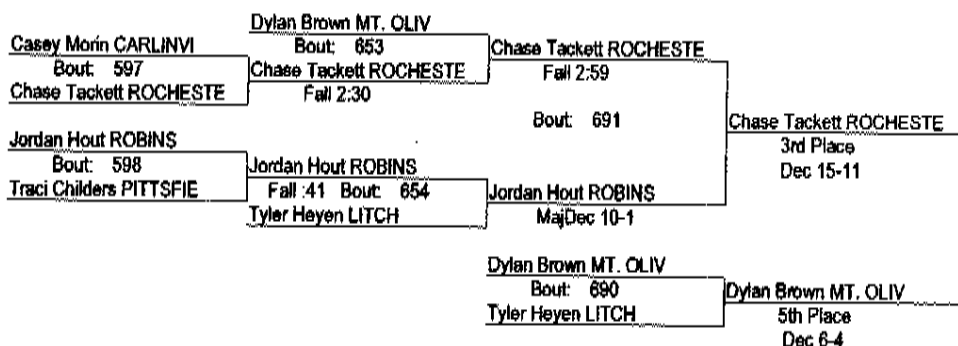 Dylan Brown MT. OLIV
Casey Morin CARLINVI
Bout: 653
Chase Tackett ROCHESTE
Bout: 597
Chase Tackett ROCHESTE
Fall 2:59
Chase Tackett ROCHESTE
Fall 2:30
Bout: 691
Chase Tackett ROCHESTE
3rd Place
Dec 15-11
Jordan Hout ROBINS
Bout: 598
Jordan Hout ROBINS
Traci Childers PITTSFIE
Fall :41 Bout: 654
Jordan Hout ROBINS
Tyler Heyen LITCH
MajDec 10-1
Dylan Brown MT. OLIV
Bout: 690
Dylan Brown MT. OLIV
Tyler Heyen LITCH
5th Place
Dec 6-4